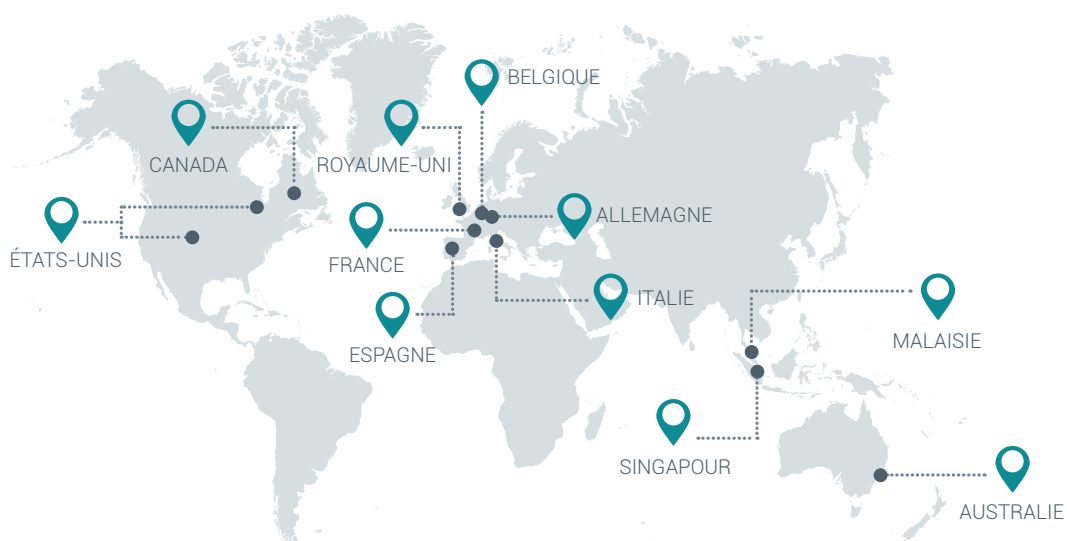 BELGIQUE
CANADA
ROYAUME-UNI
ALLEMAGNE
ÉTATS-UNIS
FRANCE
ITALIE
MALAISIE
ESPAGNE
SINGAPOUR
AUSTRALIE